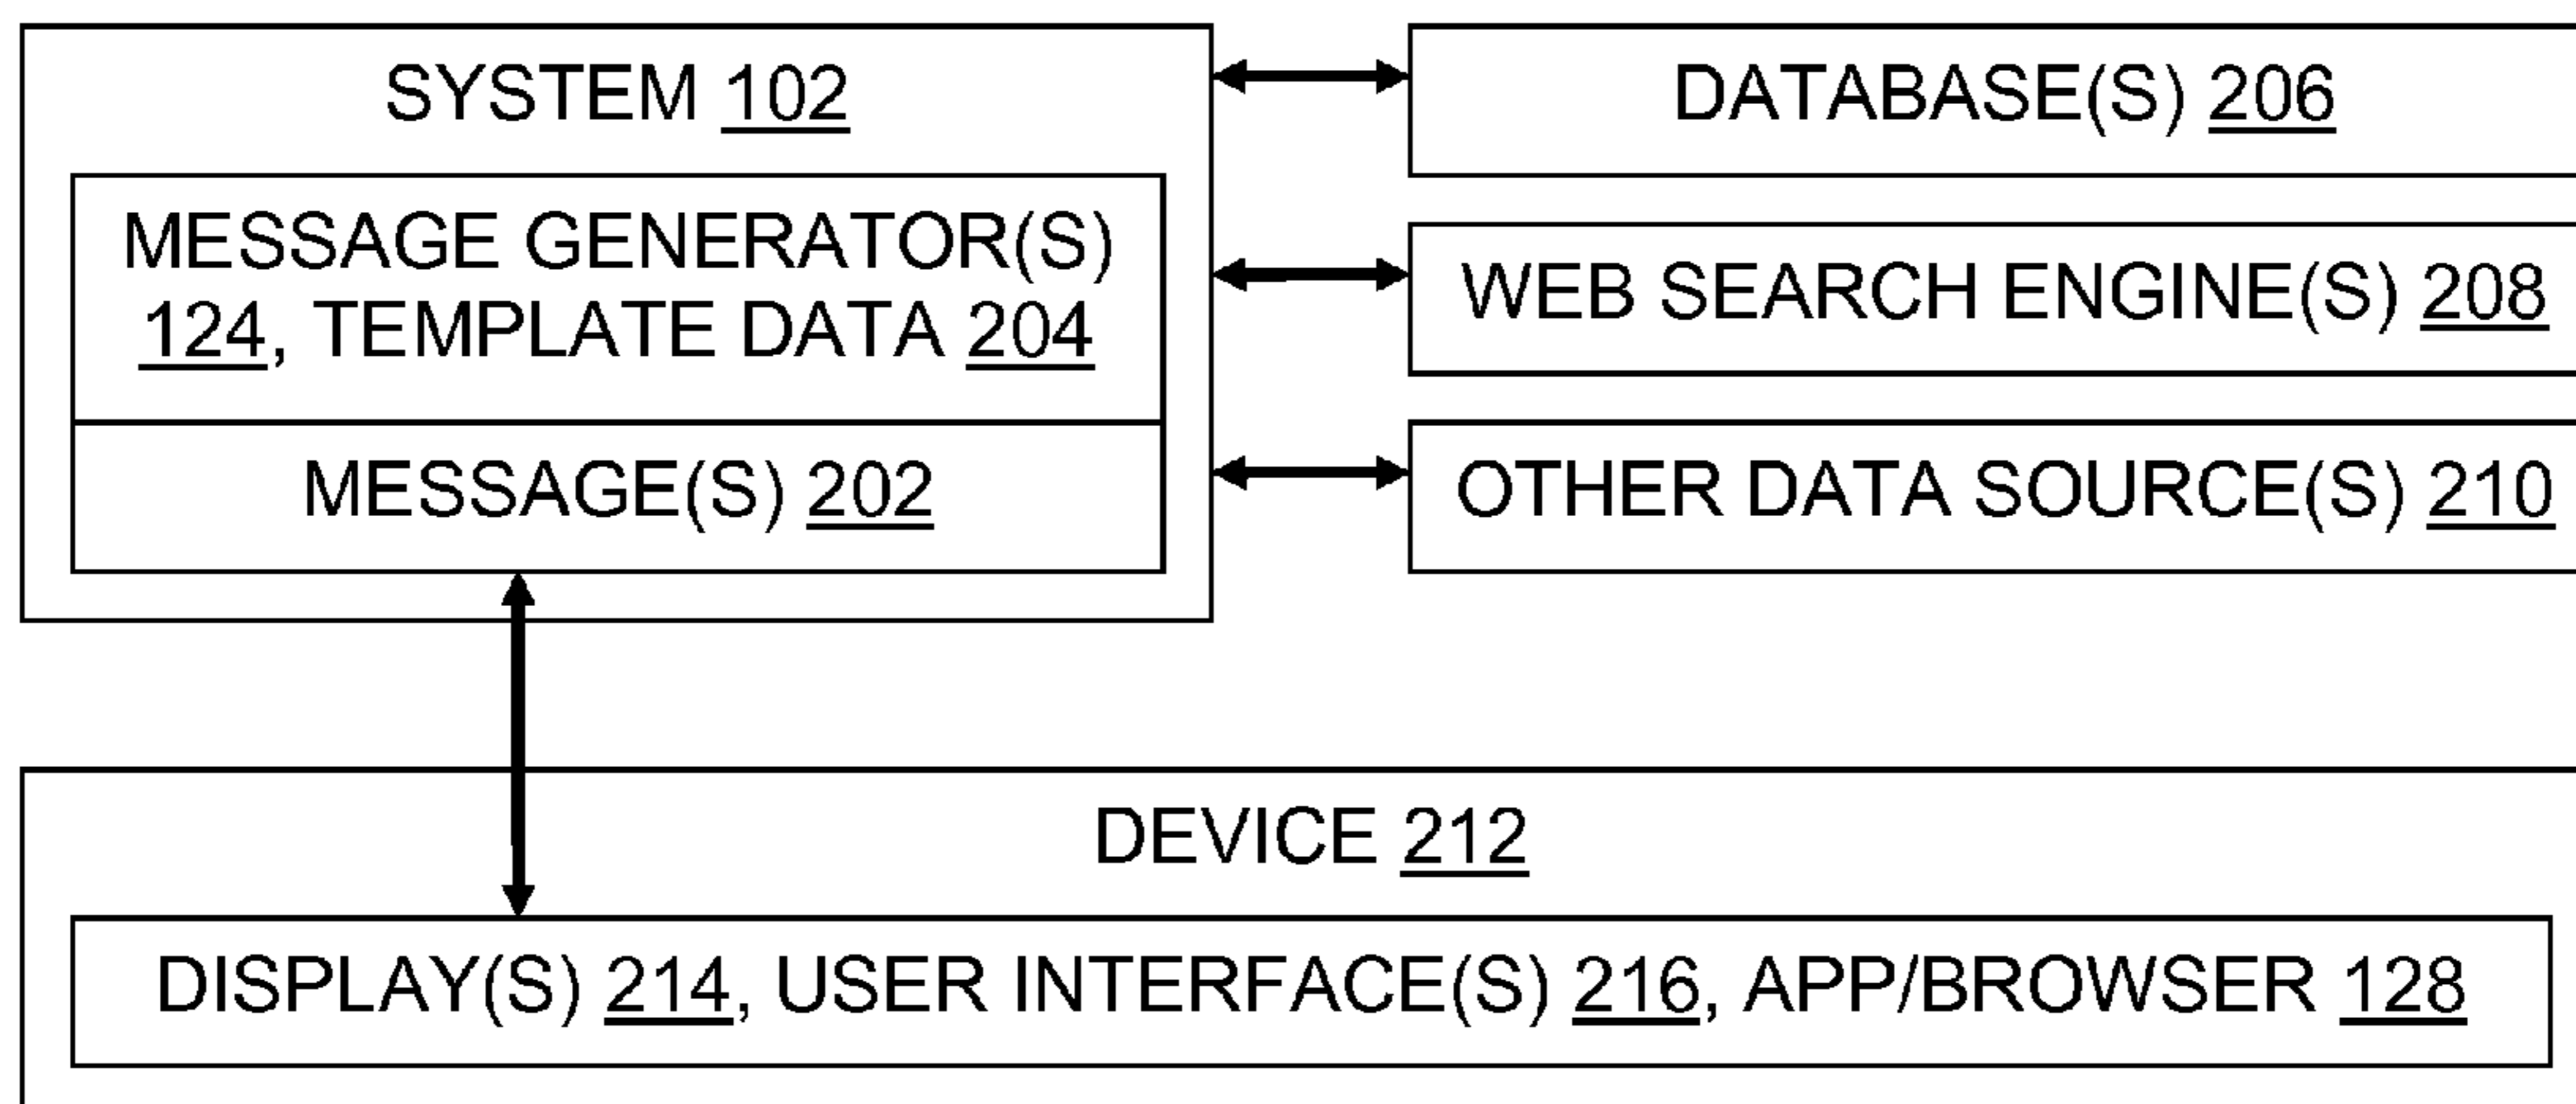 SYSTEM 102
MESSAGE GENERATOR(S)
124, TEMPLATE DATA 204
MESSAGE(S) 202
DATABASE(S) 206
WEB SEARCH ENGINE(S) 208
OTHER DATA SOURCE(S) 210
DEVICE 212
DISPLAY(S) 214, USER INTERFACE(S) 216, APP/BROWSER 128